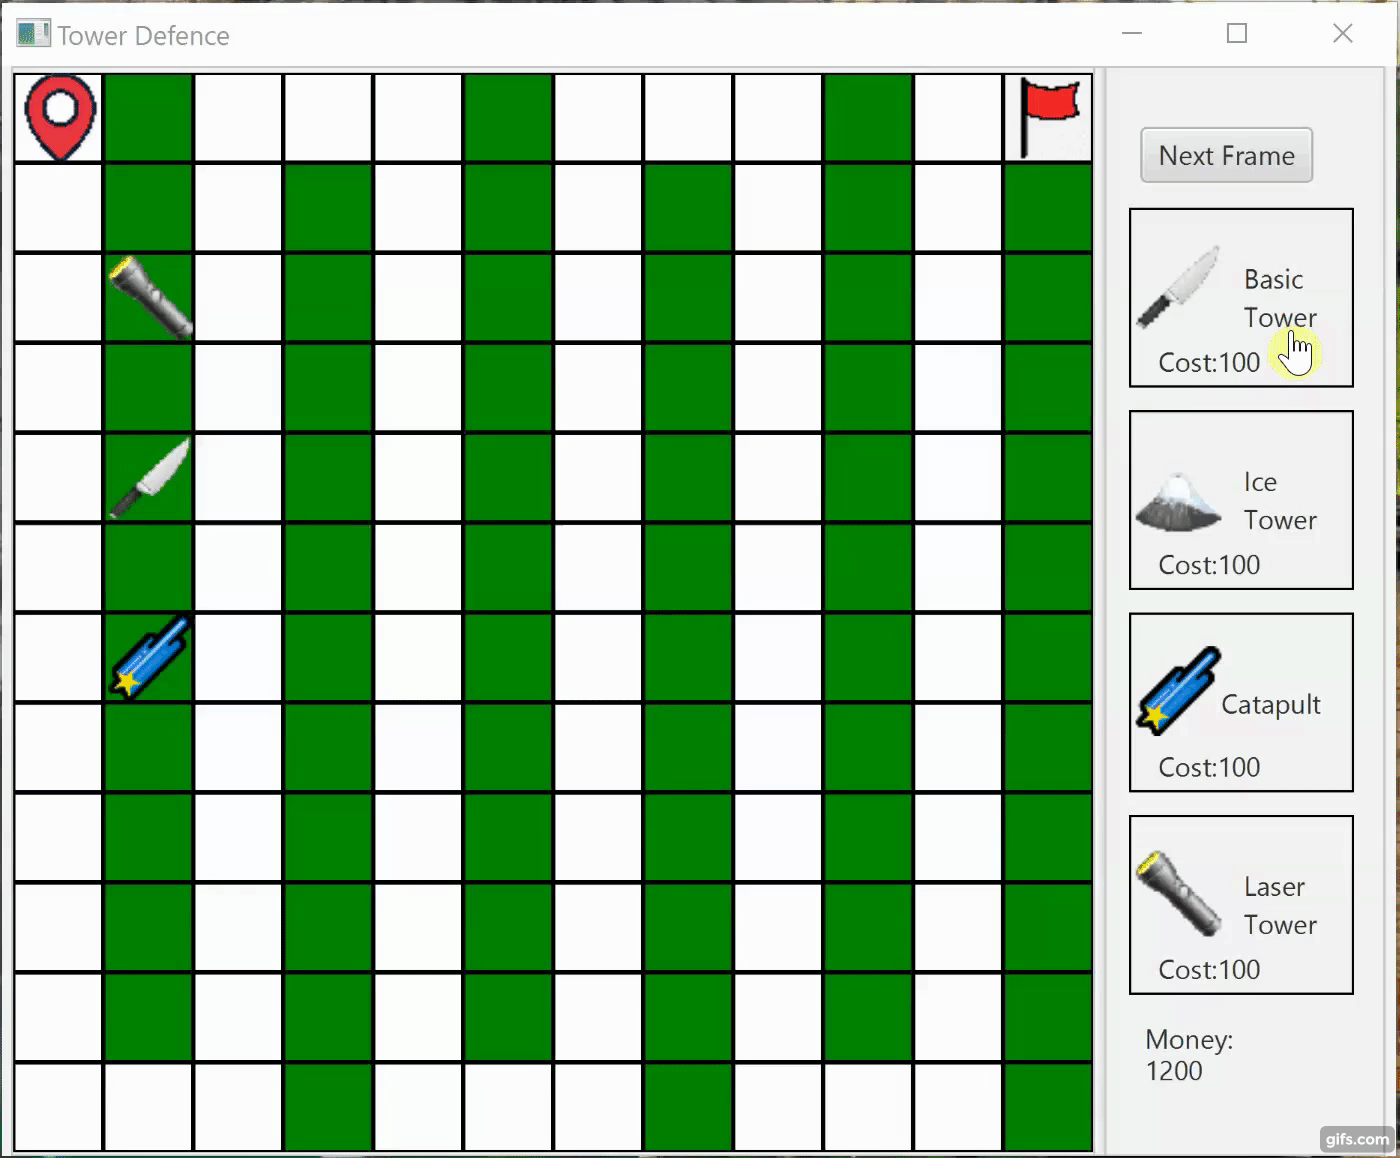 Tower Defence
Next Frame
Basic
Tower
Cost:100
Ice
Tower
Cost:100
Catapult
Cost:100
Laser
Tower
Cost:100
Money:
1200
gifs.com